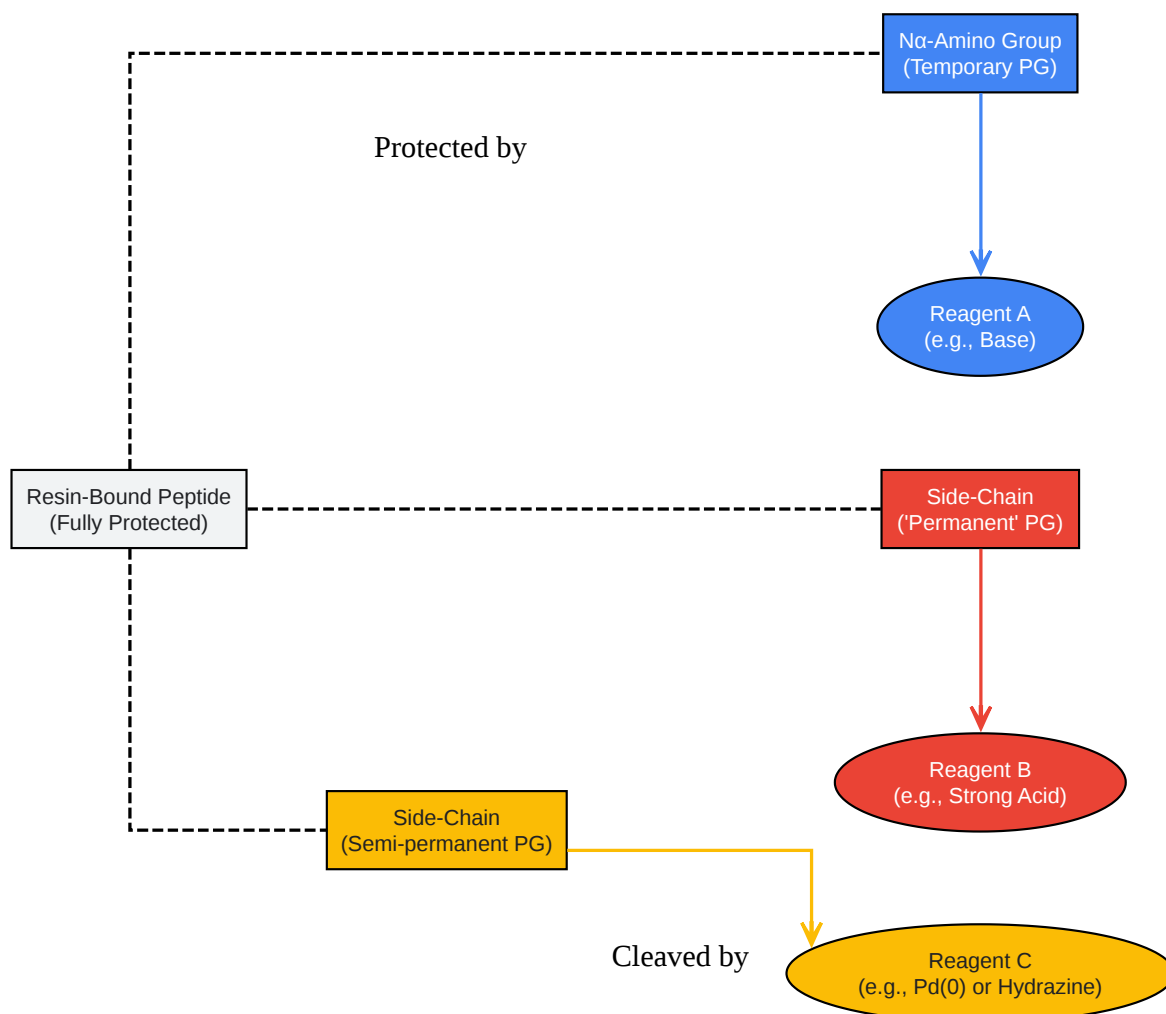 Nα-Amino Group
(Temporary PG)
Protected by
Reagent A
(e.g., Base)
Resin-Bound Peptide
(Fully Protected)
Side-Chain
('Permanent' PG)
Reagent B
(e.g., Strong Acid)
Side-Chain
(Semi-permanent PG)
Cleaved by
Reagent C
(e.g., Pd(0) or Hydrazine)